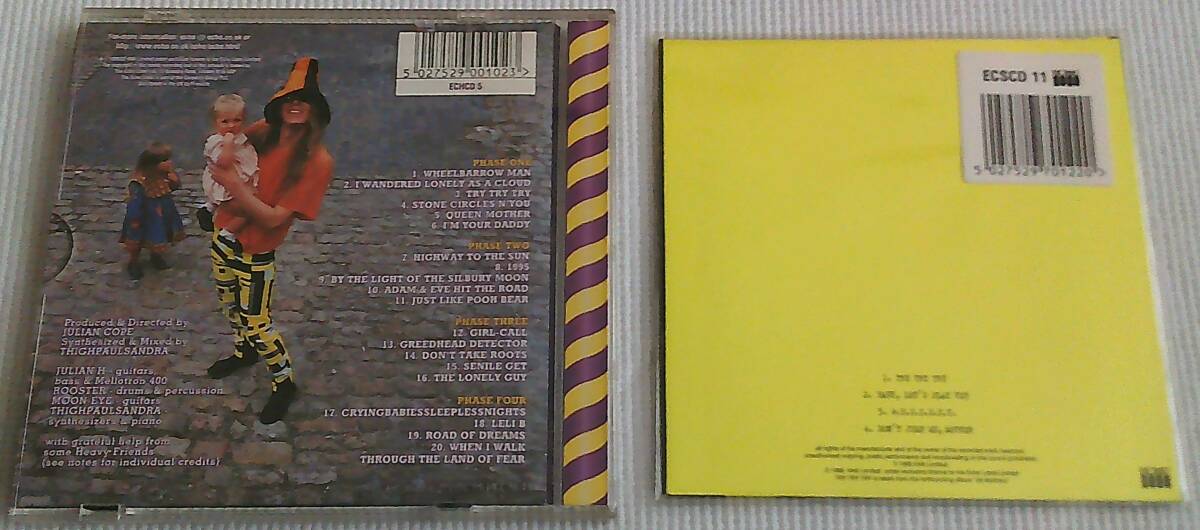 5 027529 001023 >
ECHCD 5
PHASE ONE
1. WHEELBARROW MAN
2. I WANDERED LONELY AS A CLOUD
3. TRY TRY TRY
4. STONE CIRCLES N YOU
5. QUEEN MOTHER
6. I'M YOUR DADDY
PHASE TWO
7. HIGHWAY TO THE SUN
8. 1995
9. BY THE LIGHT OF THE SILBURY MOON
10. ADAM & EVE HIT THE ROAD
11. JUST LIKE POOH BEAR
PHASE THREE
12. GIRL-CALL
13. GREEDHEAD DETECTOR
14. DON'T TAKE ROOTS
15. SENILE GET
16. THE LONELY GUY
PHASE FOUR
17. CRYINGBABIESSLEEPLESSNIGHTS
18. LELI B
19. ROAD OF DREAMS
20. WHEN I WALK
THROUGH THE LAND OF FEAR
Produced & Directed by
JULIAN COPE
Synthesized & Mixed by
THIGHPAULSANDRA
JULIAN H - guitars,
bass & Mellotron 400
ROOSTER - drums & percussion
MOON-EYE - guitars
THIGHPAULSANDRA
synthesizers & piano
with grateful help from
some Heavy-Friends
(see notes for individual credits)
ECSCD 11
5 027529 701220 >